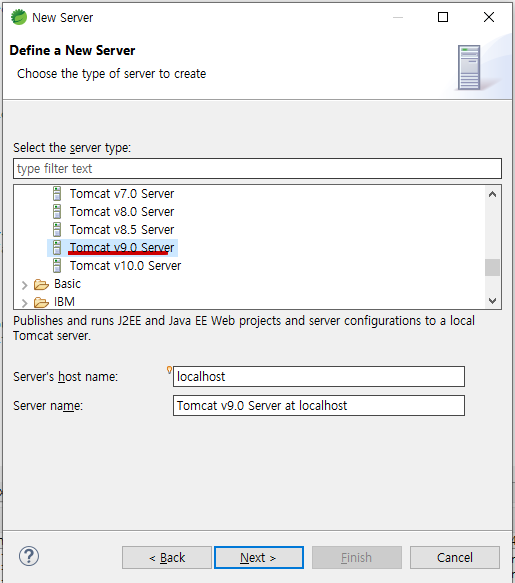 New Server
Define a New Server
Choose the type of server to create
Select the server type:
type filter text
Tomcat v7.0 Server
Tomcat v8.0 Server
Tomcat v8.5 Server
Tomcat v9.0 Server
Tomcat v10.0 Server
Basic
IBM
Publishes and runs J2EE and Java EE Web projects and server configurations to a local
Tomcat server.
Server's host name:
localhost
Server name:
Tomcat v9.0 Server at localhost
?
< Back
Next >
Finish
Cancel